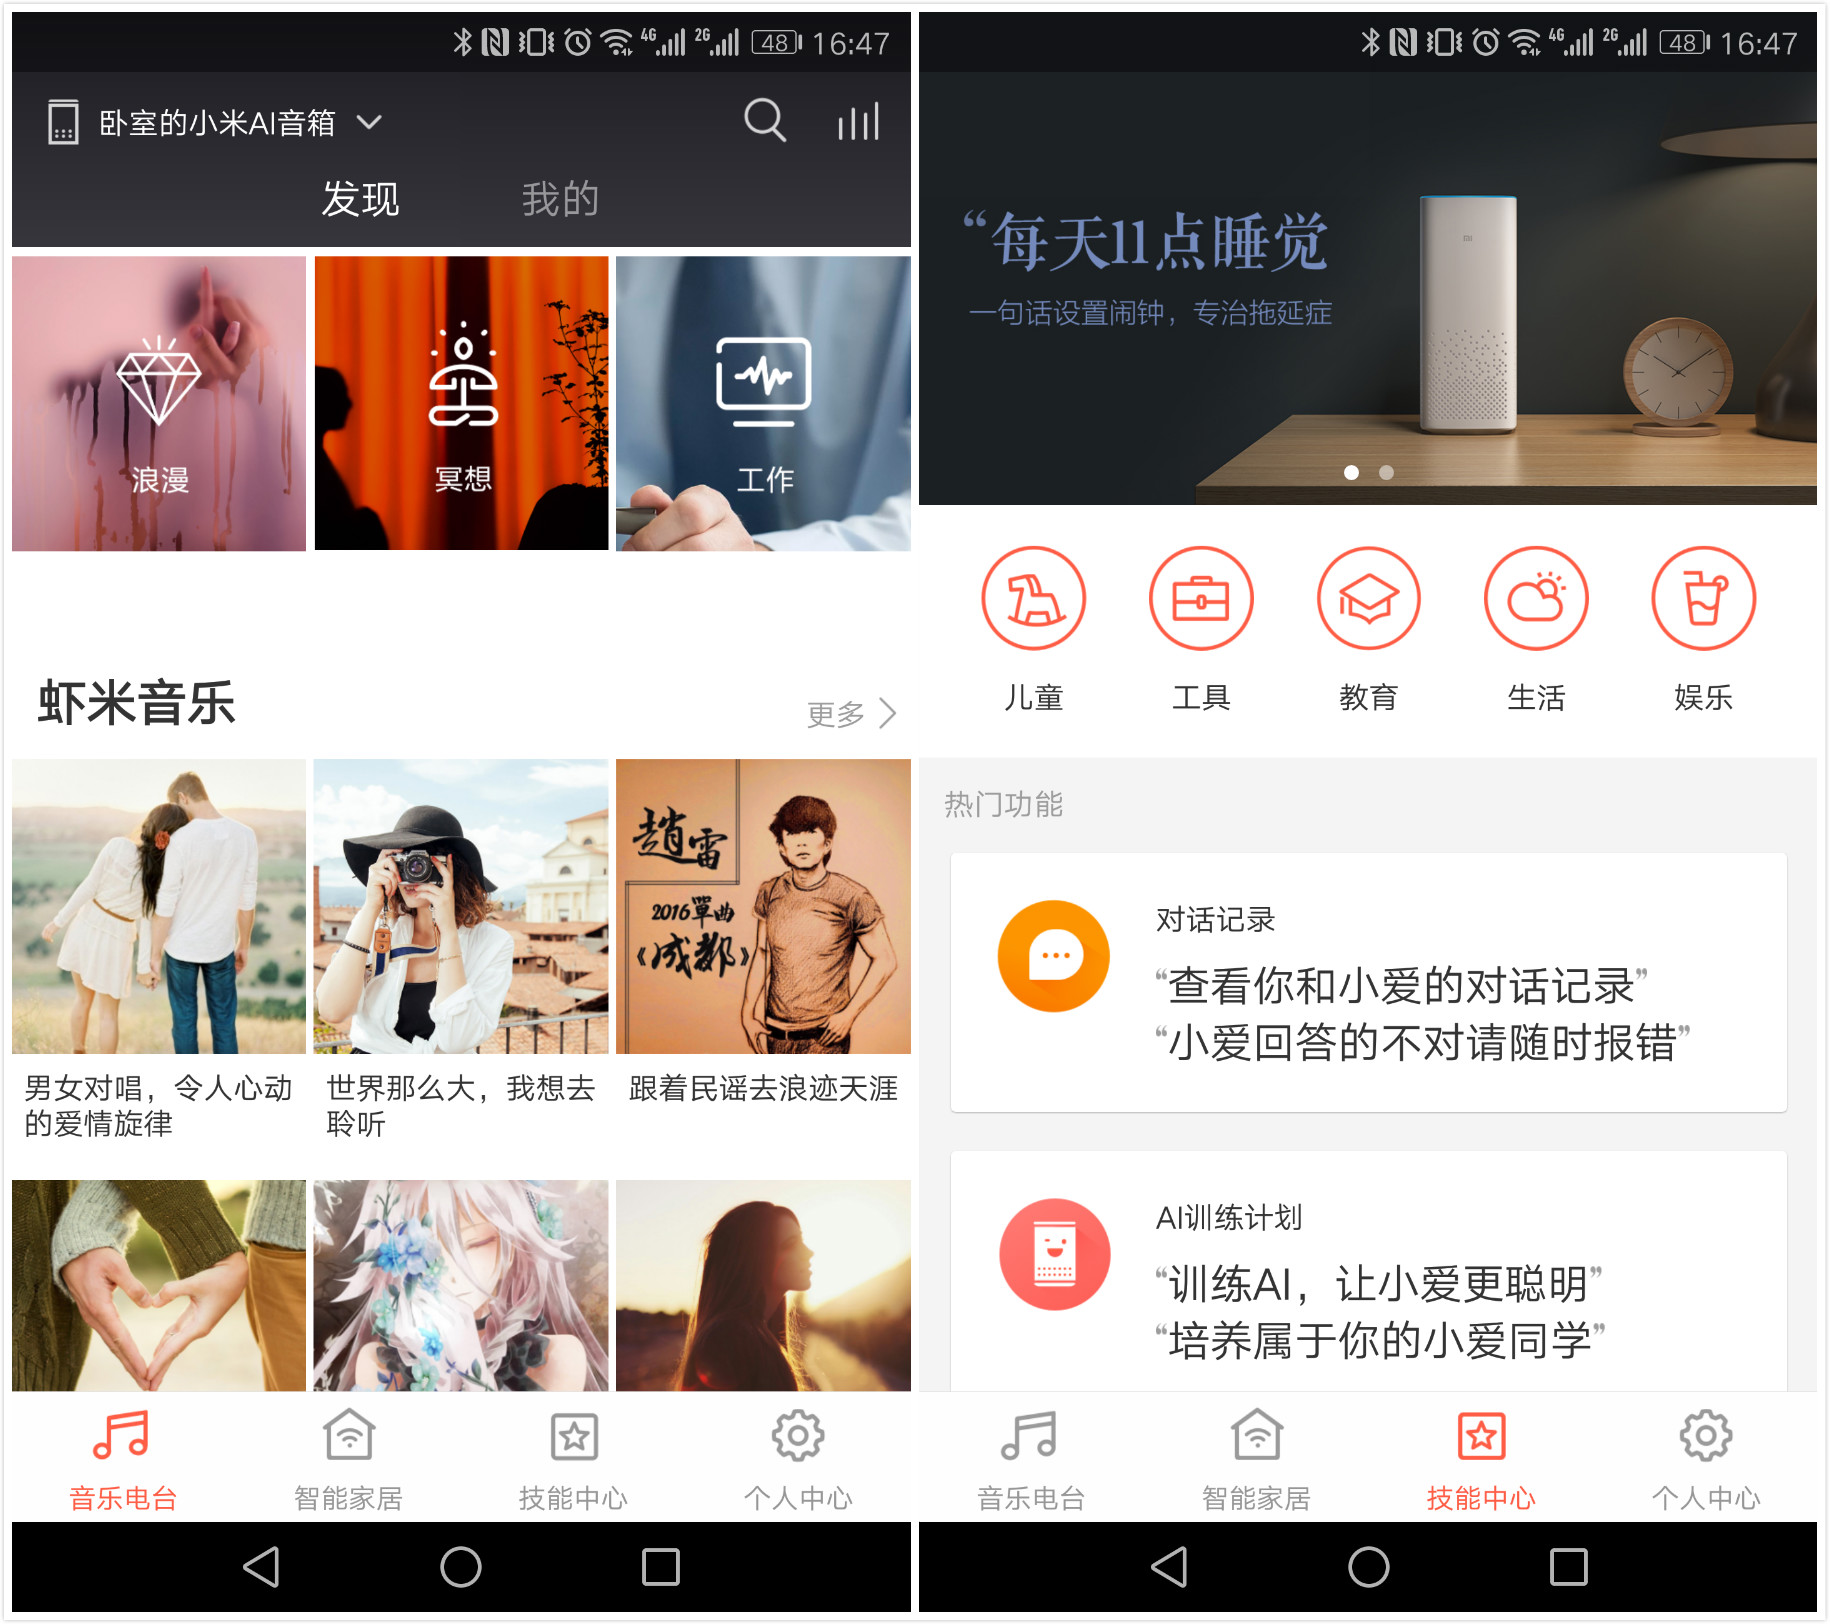 4G 2G 48 16:47
卧室的小米AI音箱
发现 我的
浪漫 冥想 工作
虾米音乐
更多
趙雷
2016單曲
《成都》
男女对唱，令人心动
的爱情旋律
世界那么大，我想去
聆听
跟着民谣去浪迹天涯
音乐电台 智能家居 技能中心 个人中心
4G 2G 48 16:47
“每天11点睡觉
一句话设置闹钟，专治拖延症
儿童 工具 教育 生活 娱乐
热门功能
对话记录
“查看你和小爱的对话记录”
“小爱回答的不对请随时报错”
AI训练计划
“训练AI，让小爱更聪明”
“培养属于你的小爱同学”
音乐电台 智能家居 技能中心 个人中心